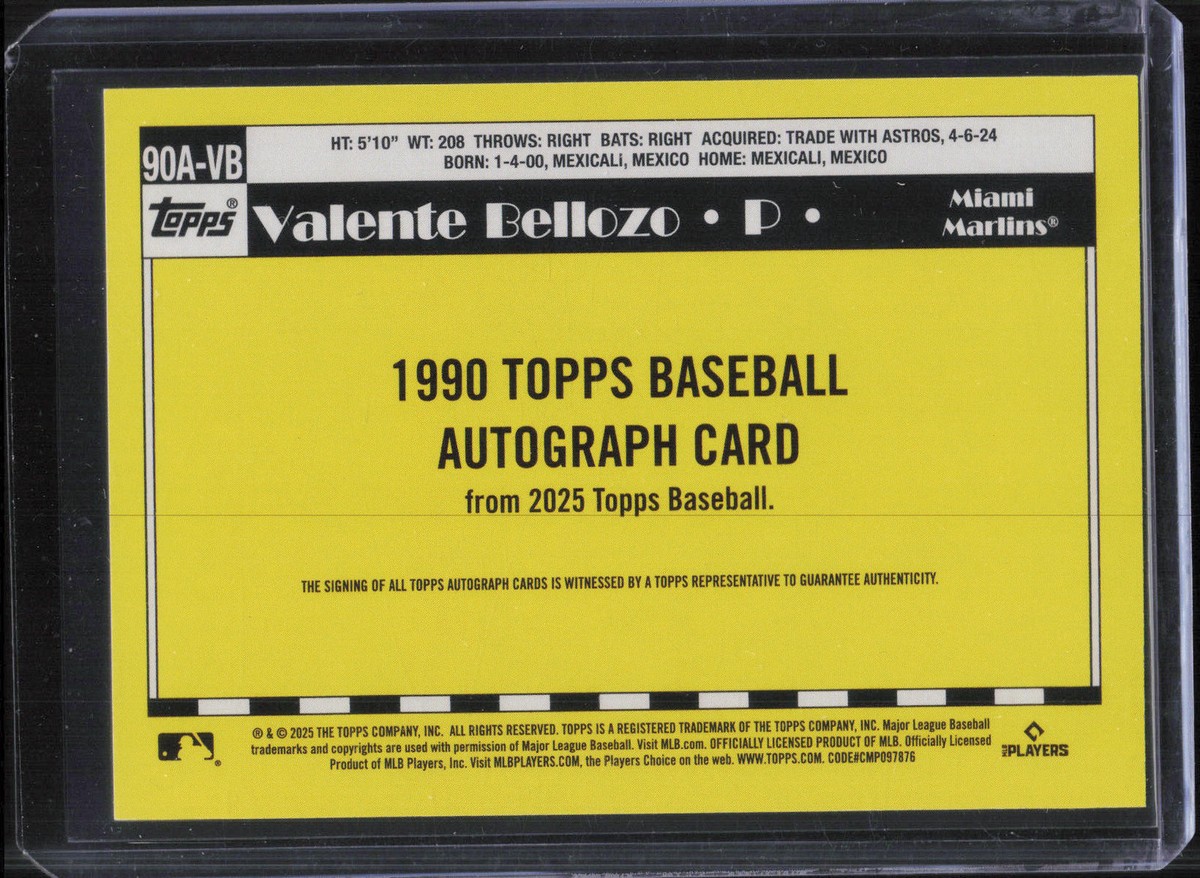 90A-VB
HT: 5'10" WT: 208 THROWS: RIGHT BATS: RIGHT ACQUIRED: TRADE WITH ASTROS, 4-6-24
BORN: 1-4-00, MEXICALI, MEXICO HOME: MEXICALI, MEXICO
topps®
Valente Bellozo • P •
Miami
Marlins®
1990 TOPPS BASEBALL
AUTOGRAPH CARD
from 2025 Topps Baseball.
THE SIGNING OF ALL TOPPS AUTOGRAPH CARDS IS WITNESSED BY A TOPPS REPRESENTATIVE TO GUARANTEE AUTHENTICITY.
® & © 2025 THE TOPPS COMPANY, INC. ALL RIGHTS RESERVED. TOPPS IS A REGISTERED TRADEMARK OF THE TOPPS COMPANY, INC. Major League Baseball
trademarks and copyrights are used with permission of Major League Baseball. Visit MLB.com. OFFICIALLY LICENSED PRODUCT OF MLB. Officially Licensed
Product of MLB Players, Inc. Visit MLBPLAYERS.COM, the Players Choice on the web. WWW.TOPPS.COM. CODE#CMP097876
®
MLB PLAYERS